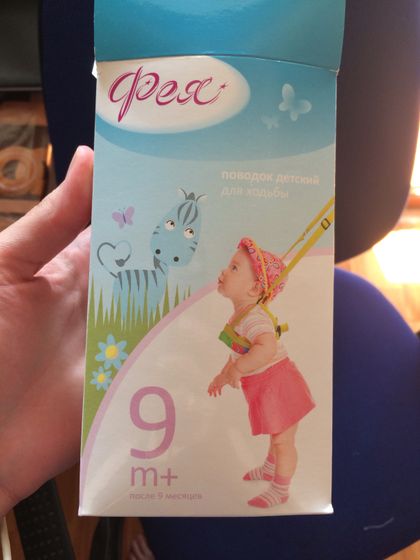 Фея
поводок детский
для ходьбы
9
m+
после 9 месяцев